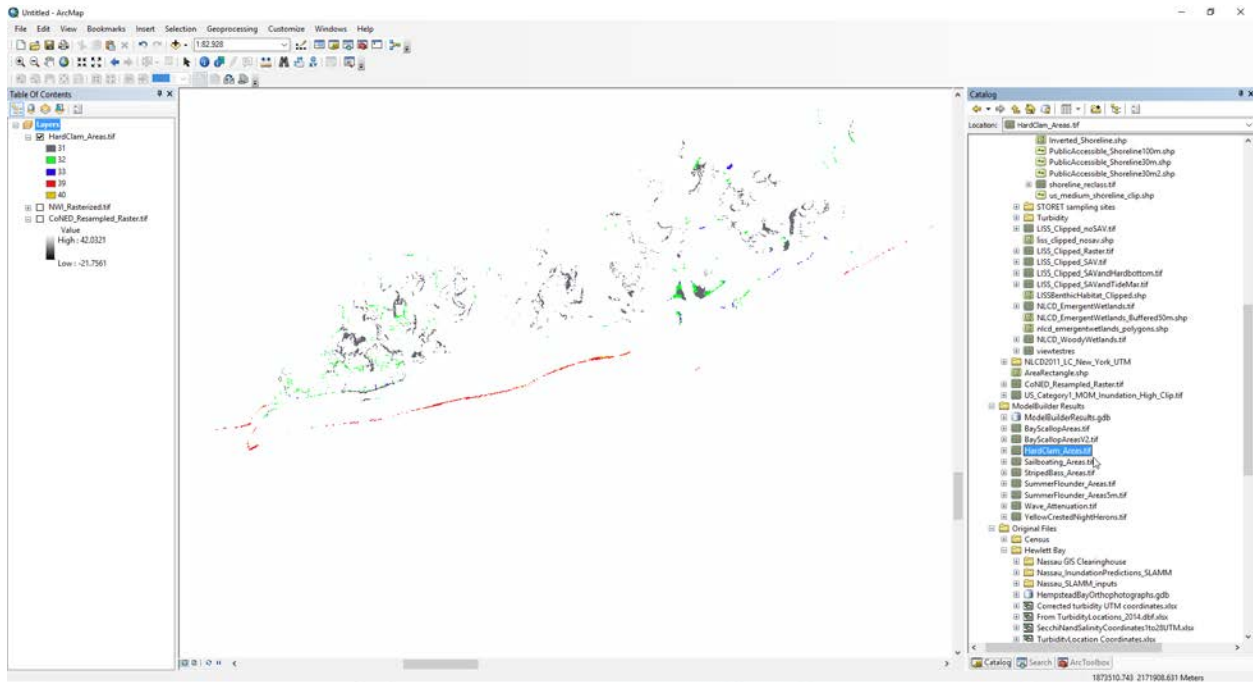 Untitled - ArcMap
File Edit View Bookmarks Insert Selection Geoprocessing Customize Windows Help
1:82,928
Table Of Contents
Layers
HardClam_Areas.tif
31
32
33
39
40
NWI_Rasterized.tif
CoNED_Resampled_Raster.tif
Value
High : 42.0321
Low : -21.7561
Catalog
Location: HardClam_Areas.tif
Inverted_Shoreline.shp
PublicAccessible_Shoreline100m.shp
PublicAccessible_Shoreline30m.shp
PublicAccessible_Shoreline30m2.shp
shoreline_reclass.tif
us_medium_shoreline_clip.shp
STORET sampling sites
Turbidity
LISS_Clipped_noSAV.tif
liss_clipped_nosav.shp
LISS_Clipped_Raster.tif
LISS_Clipped_SAV.tif
LISS_Clipped_SAVandHardbottom.tif
LISS_Clipped_SAVandTideMar.tif
LISSBenthicHabitat_Clipped.shp
NLCD_EmergentWetlands.tif
NLCD_EmergentWetlands_Buffered50m.shp
nlcd_emergentwetlands_polygons.shp
NLCD_WoodyWetlands.tif
viewtestres
NLCD2011_LC_New_York_UTM
AreaRectangle.shp
CoNED_Resampled_Raster.tif
US_Category1_MOM_Inundation_High_Clip.tif
ModelBuilder Results
ModelBuilderResults.gdb
BayScallopAreas.tif
BayScallopAreasV2.tif
HardClam_Areas.tif
Sailboating_Areas.tif
StripedBass_Areas.tif
SummerFlounder_Areas.tif
SummerFlounder_Areas5m.tif
Wave_Attenuation.tif
YellowCrestedNightHerons.tif
Original Files
Census
Hewlett Bay
Nassau GIS Clearinghouse
Nassau_InundationPredictions_SLAMM
Nassau_SLAMM_inputs
HempsteadBayOrthophotographs.gdb
Corrected turbidity UTM coordinates.xlsx
From TurbidityLocations_2014.dbf.xlsx
SecchiNandSalinityCoordinates1to28UTM.xlsx
TurbidityLocation Coordinates.xlsx
Catalog Search ArcToolbox
1873510.743 2171908.631 Meters